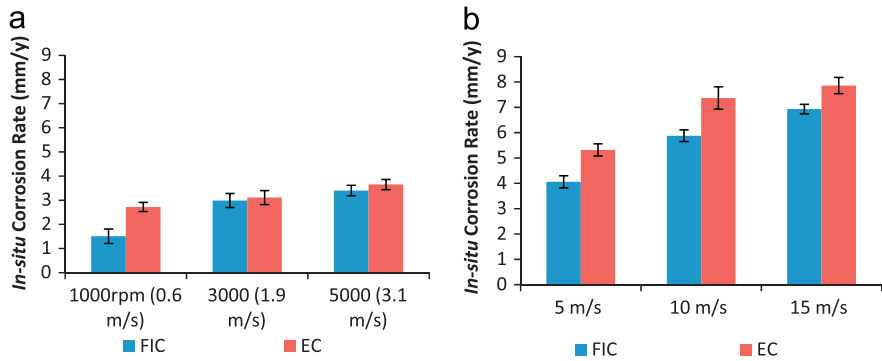 a
In-situ Corrosion Rate (mm/y)
9
8
7
6
5
4
3
2
1
0
1000rpm (0.6 m/s)
3000 (1.9 m/s)
5000 (3.1 m/s)
FIC
EC
b
In-situ Corrosion Rate (mm/y)
9
8
7
6
5
4
3
2
1
0
5 m/s
10 m/s
15 m/s
FIC
EC